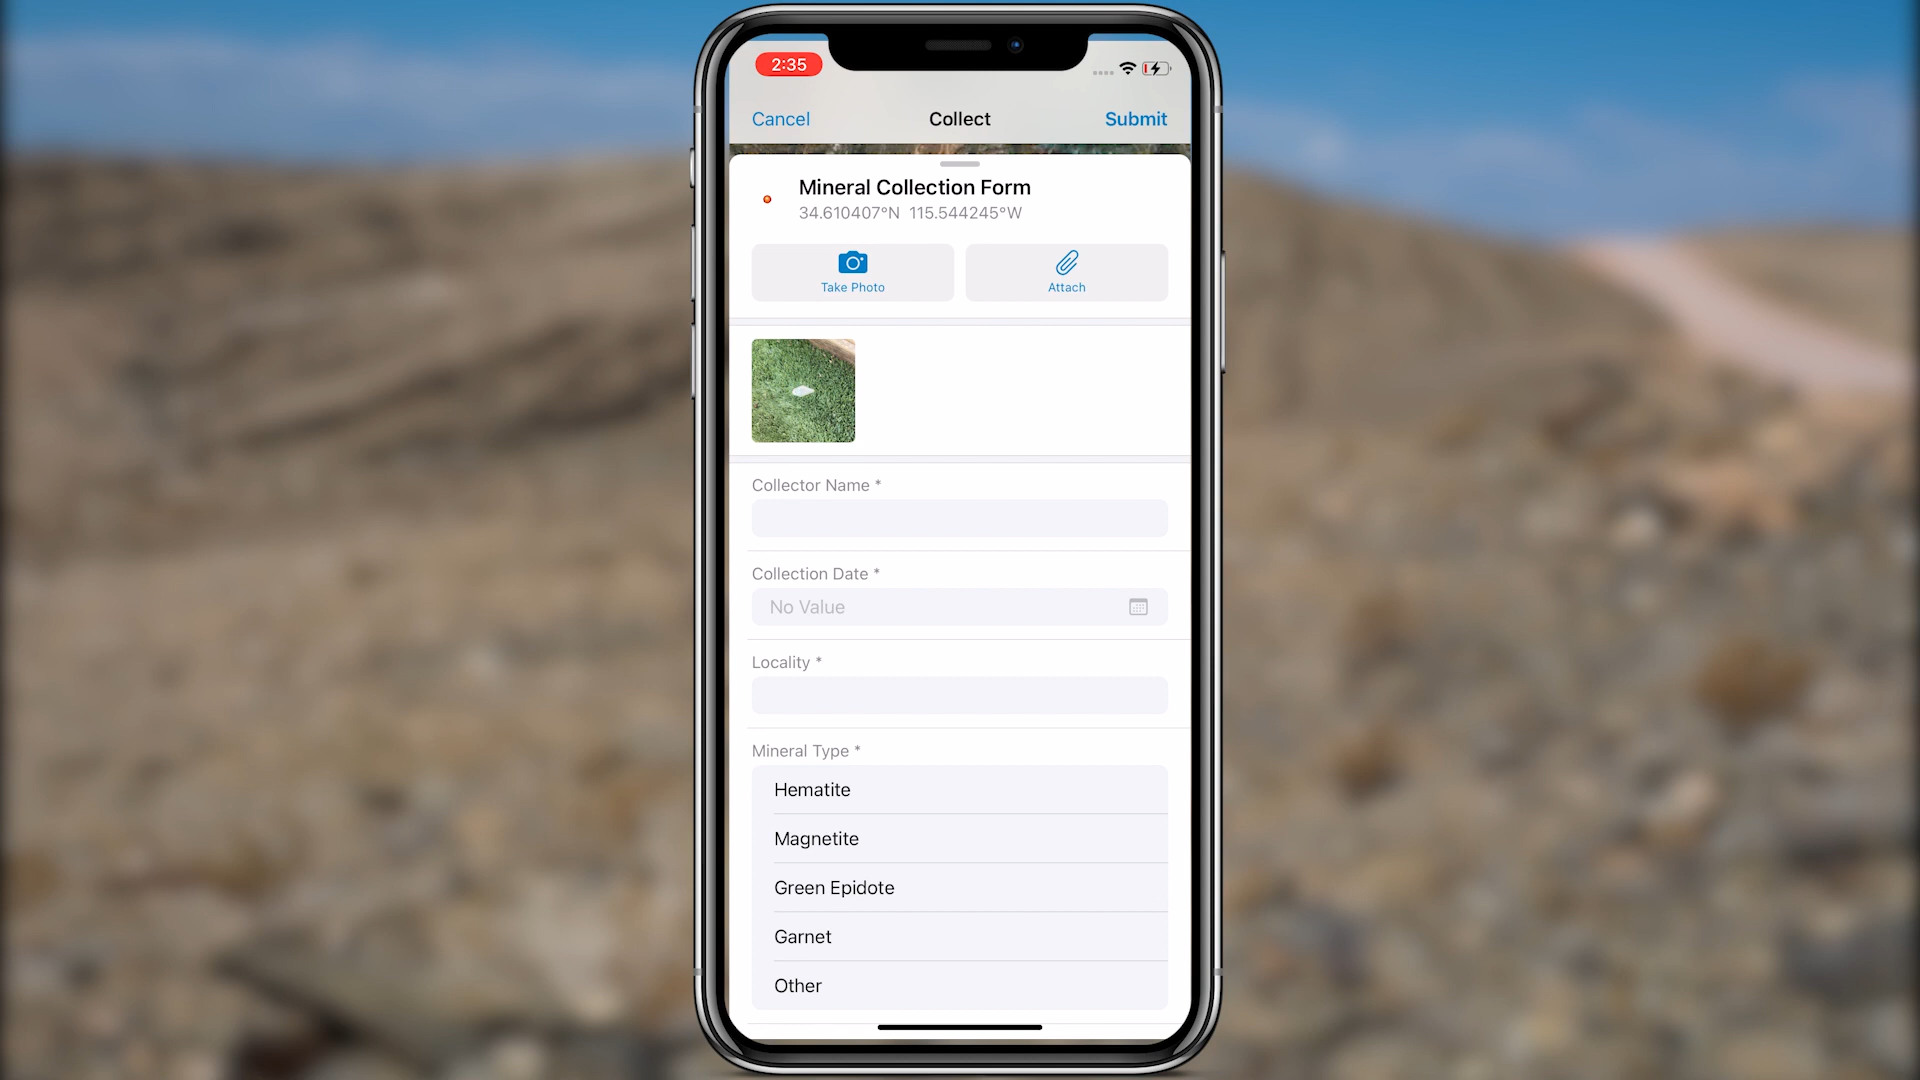 2:35
Cancel Collect Submit
Mineral Collection Form
34.610407°N 115.544245°W
Take Photo Attach
Collector Name *
Collection Date *
No Value
Locality *
Mineral Type *
Hematite
Magnetite
Green Epidote
Garnet
Other